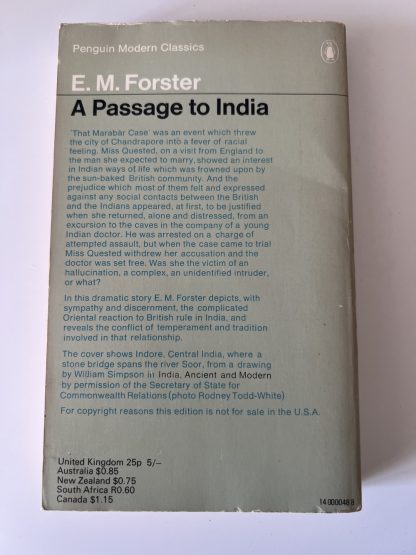 Penguin Modern Classics
E. M. Forster
A Passage to India
'That Marabar Case' was an event which threw
the city of Chandrapore into a fever of racial
feeling. Miss Quested, on a visit from England to
the man she expected to marry, showed an interest
in Indian ways of life which was frowned upon by
the sun-baked British community. And the
prejudice which most of them felt and expressed
against any social contacts between the British
and the Indians appeared, at first, to be justified
when she returned, alone and distressed, from an
excursion to the caves in the company of a young
Indian doctor. He was arrested on a charge of
attempted assault, but when the case came to trial
Miss Quested withdrew her accusation and the
doctor was set free. Was she the victim of an
hallucination, a complex, an unidentified intruder,
or what?
In this dramatic story E. M. Forster depicts, with
sympathy and discernment, the complicated
Oriental reaction to British rule in India, and
reveals the conflict of temperament and tradition
involved in that relationship.
The cover shows Indore, Central India, where a
stone bridge spans the river Soor, from a drawing
by William Simpson in India, Ancient and Modern
by permission of the Secretary of State for
Commonwealth Relations (photo Rodney Todd-White)
For copyright reasons this edition is not for sale in the U.S.A.
United Kingdom 25p 5/–
Australia $0.85
New Zealand $0.75
South Africa R0.60
Canada $1.15
14 000048 8